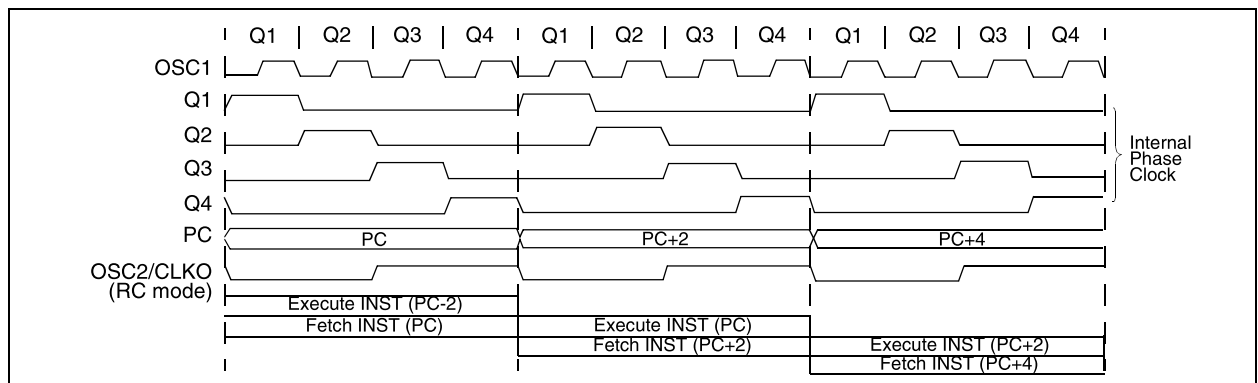 Q1 Q2 Q3 Q4 Q1 Q2 Q3 Q4 Q1 Q2 Q3 Q4
OSC1
Q1
Q2
Q3
Q4
Internal
Phase
Clock
PC PC PC+2 PC+4
OSC2/CLKO
(RC mode)
Execute INST (PC-2)
Fetch INST (PC) Execute INST (PC)
Fetch INST (PC+2) Execute INST (PC+2)
Fetch INST (PC+4)